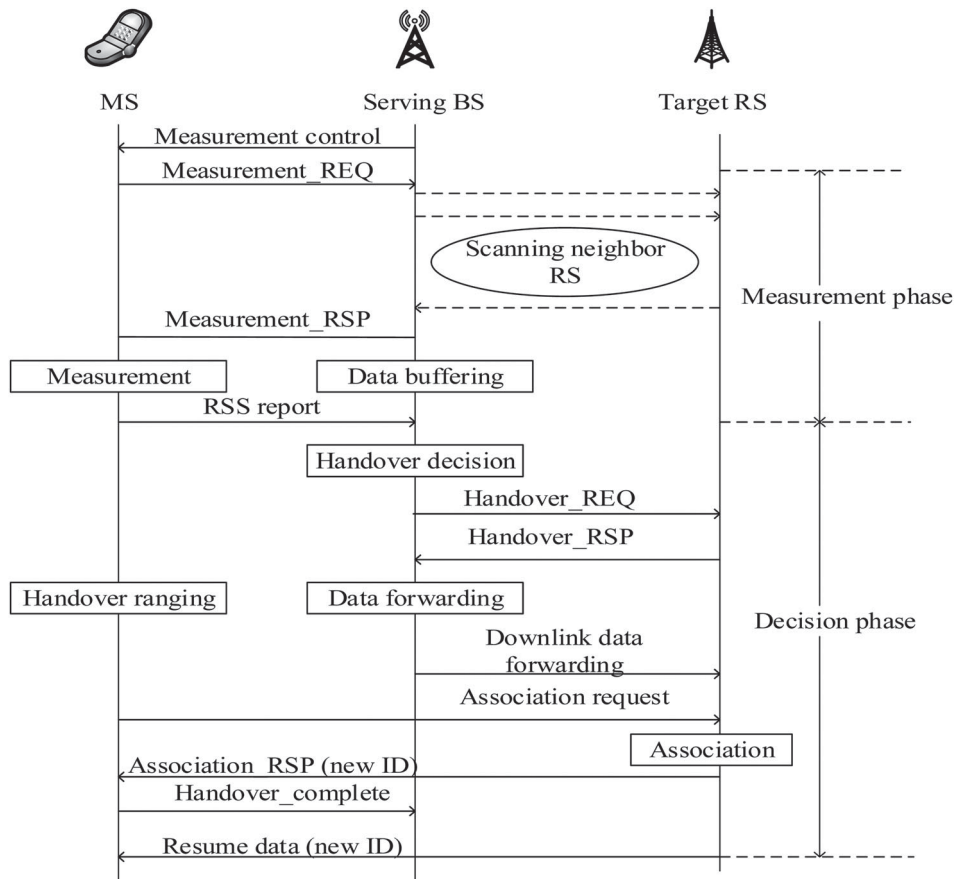 MS
Serving BS
Target RS
Measurement control
Measurement_REQ
Scanning neighbor
RS
Measurement phase
Measurement_RSP
Measurement
Data buffering
RSS report
Handover decision
Handover_REQ
Handover_RSP
Handover ranging
Data forwarding
Decision phase
Downlink data
forwarding
Association request
Association
Association_RSP (new ID)
Handover_complete
Resume data (new ID)